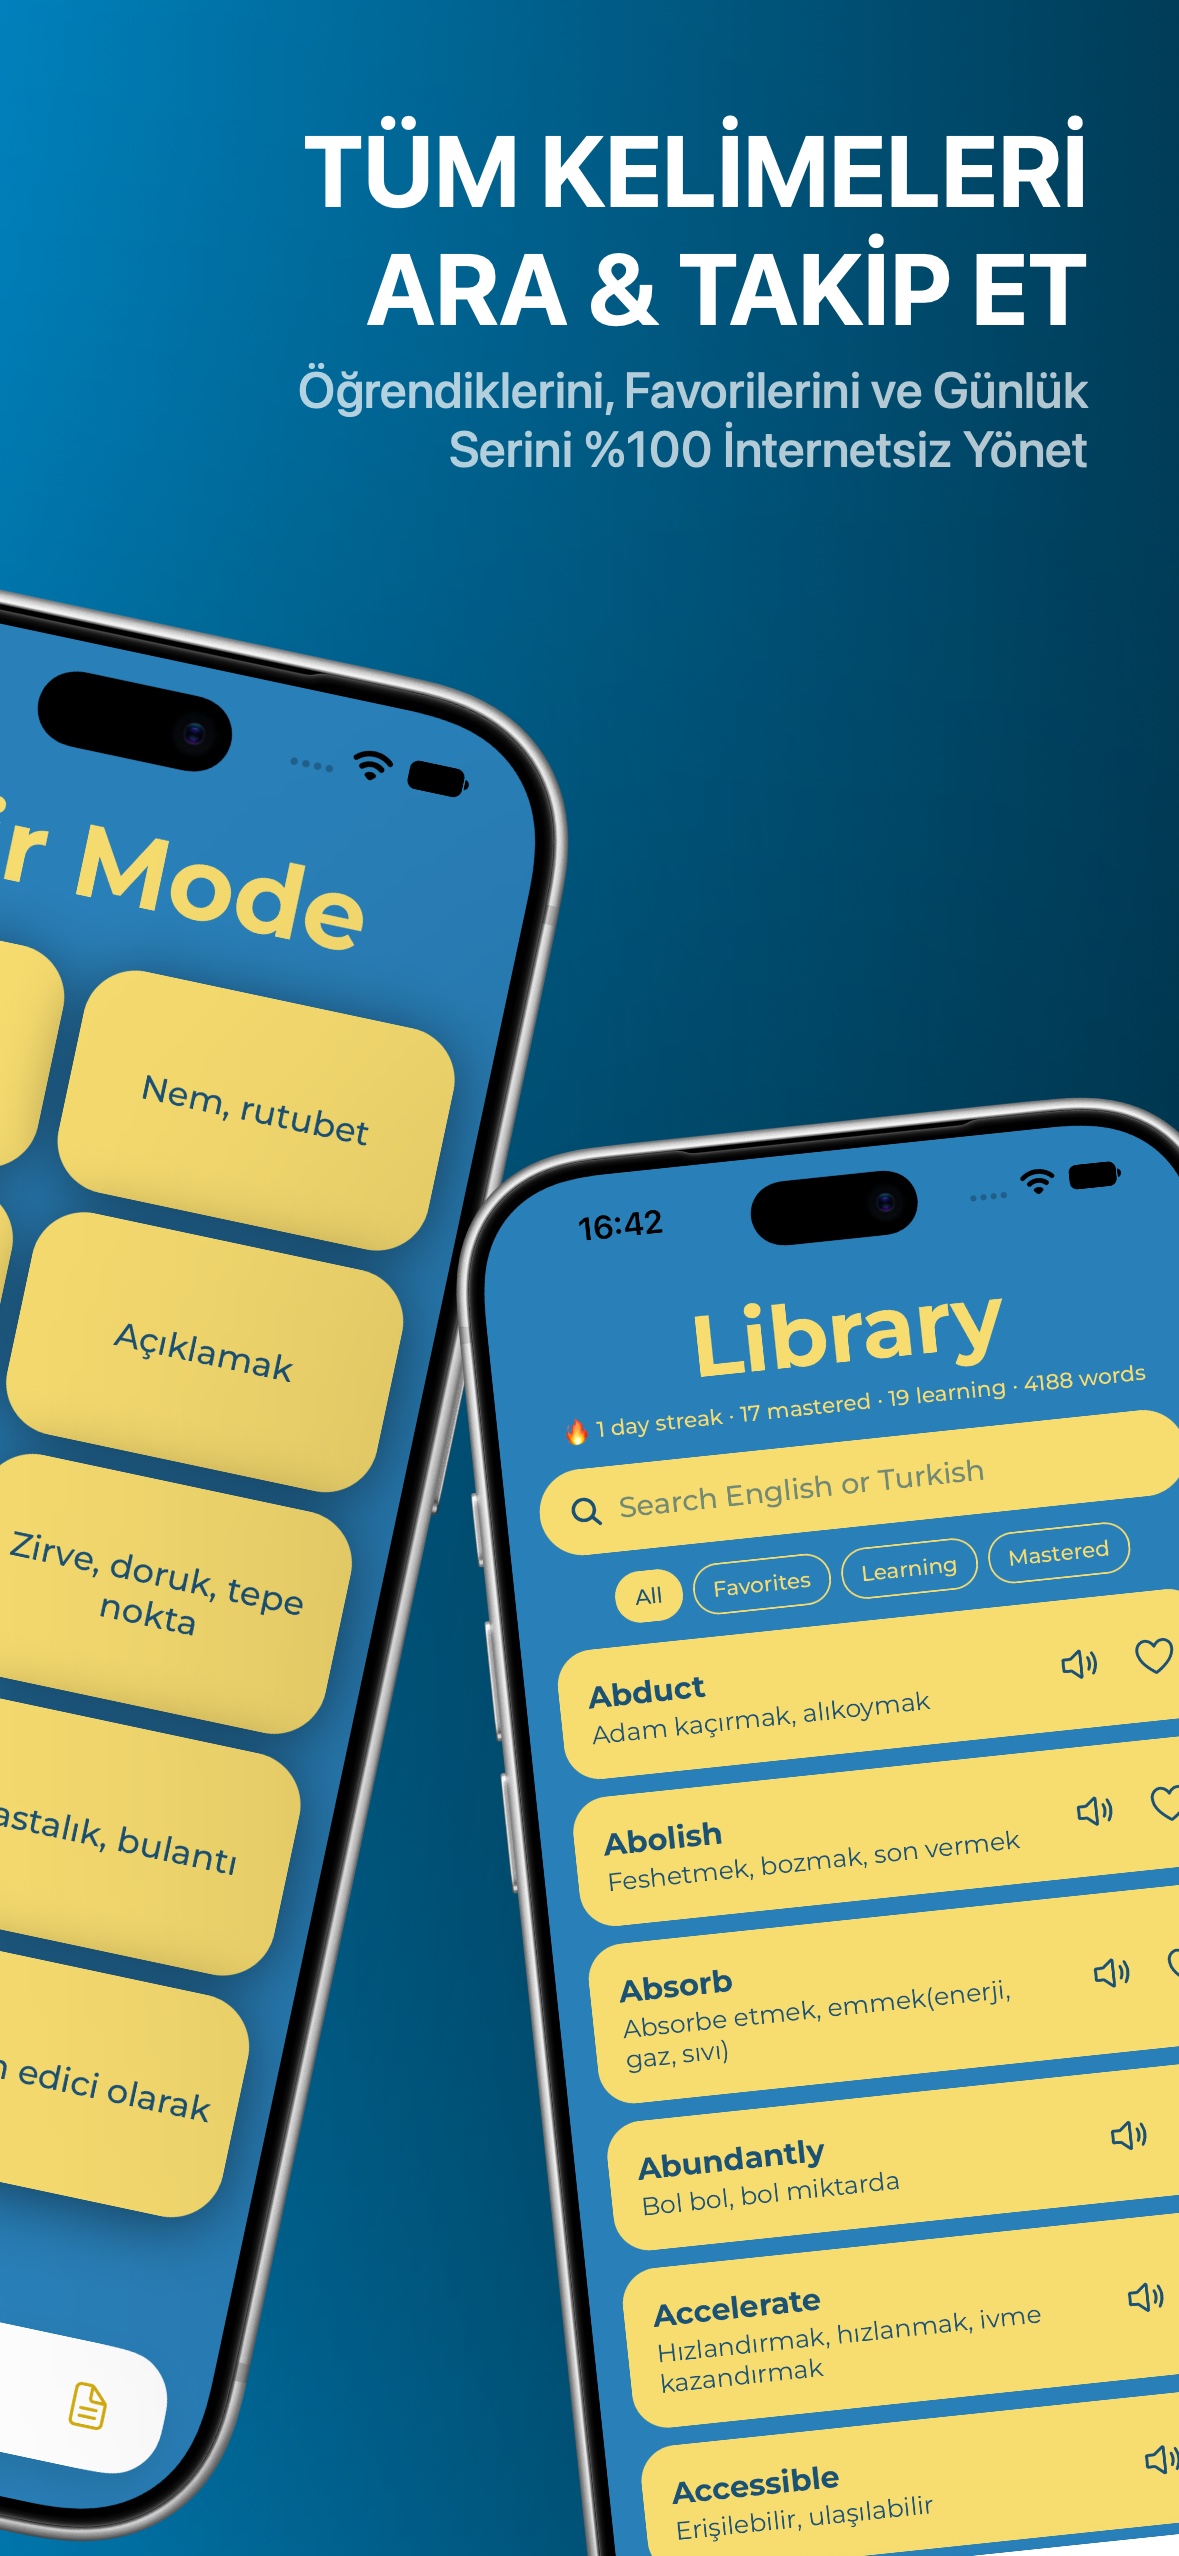 TÜM KELİMELERİ
ARA & TAKİP ET
Öğrendiklerini, Favorilerini ve Günlük
Serini %100 İnternetsiz Yönet
Mode
Nem, rutubet
Açıklamak
Zirve, doruk, tepe
nokta
bulantı
edici olarak
16:42
Library
🔥 1 day streak · 17 mastered · 19 learning · 4188 words
Search English or Turkish
All Favorites Learning Mastered
Abduct
Adam kaçırmak, alıkoymak
Abolish
Feshetmek, bozmak, son vermek
Absorb
Absorbe etmek, emmek(enerji,
gaz, sıvı)
Abundantly
Bol bol, bol miktarda
Accelerate
Hızlandırmak, hızlanmak, ivme
kazandırmak
Accessible
Erişilebilir, ulaşılabilir